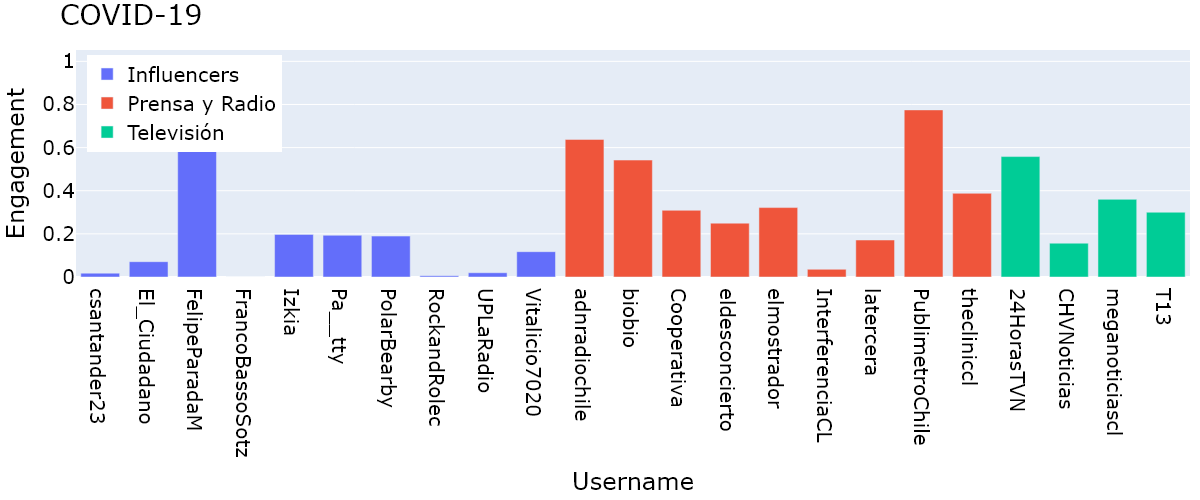 COVID-19
Engagement
1
0.8
0.6
0.4
0.2
0
Influencers
Prensa y Radio
Televisión
csantander23
El_Ciudadano
FelipeParadaM
FrancoBassoSotz
Izkia
Pa__tty
PolarBearby
RockandRolec
UPLaRadio
Vitalicio7020
adnradiochile
biobio
Cooperativa
eldesconcierto
elmostrador
InterferenciaCL
latercera
PublimetroChile
thecliniccl
24HorasTVN
CHVNoticias
meganoticiascl
T13
Username